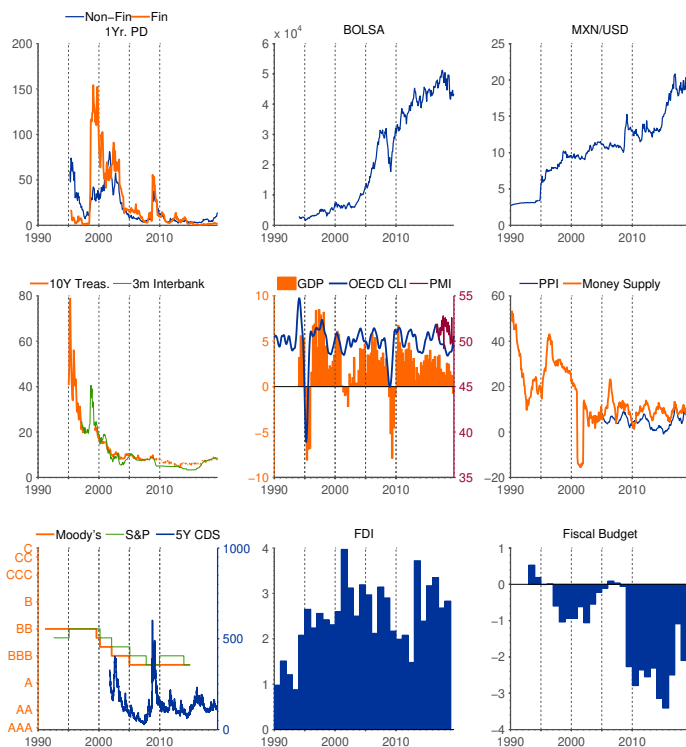 Non−Fin Fin
1Yr. PD
200
150
100
50
0
1990 2000 2010
BOLSA
6 x 10⁴
5
4
3
2
1
0
1990 2000 2010
MXN/USD
25
20
15
10
5
0
1990 2000 2010
10Y Treas. 3m Interbank
80
60
40
20
0
1990 2000 2010
GDP OECD CLI PMI
10 55
5 50
0 45
−5 40
−10 35
1990 2000 2010
PPI Money Supply
60
40
20
0
−20
1990 2000 2010
Moody's S&P 5Y CDS
C 1000
CC
CCC
B
BB 500
BBB
A
AA
AAA 0
1990 2000 2010
FDI
4
3
2
1
0
1990 2000 2010
Fiscal Budget
1
0
−1
−2
−3
−4
1990 2000 2010